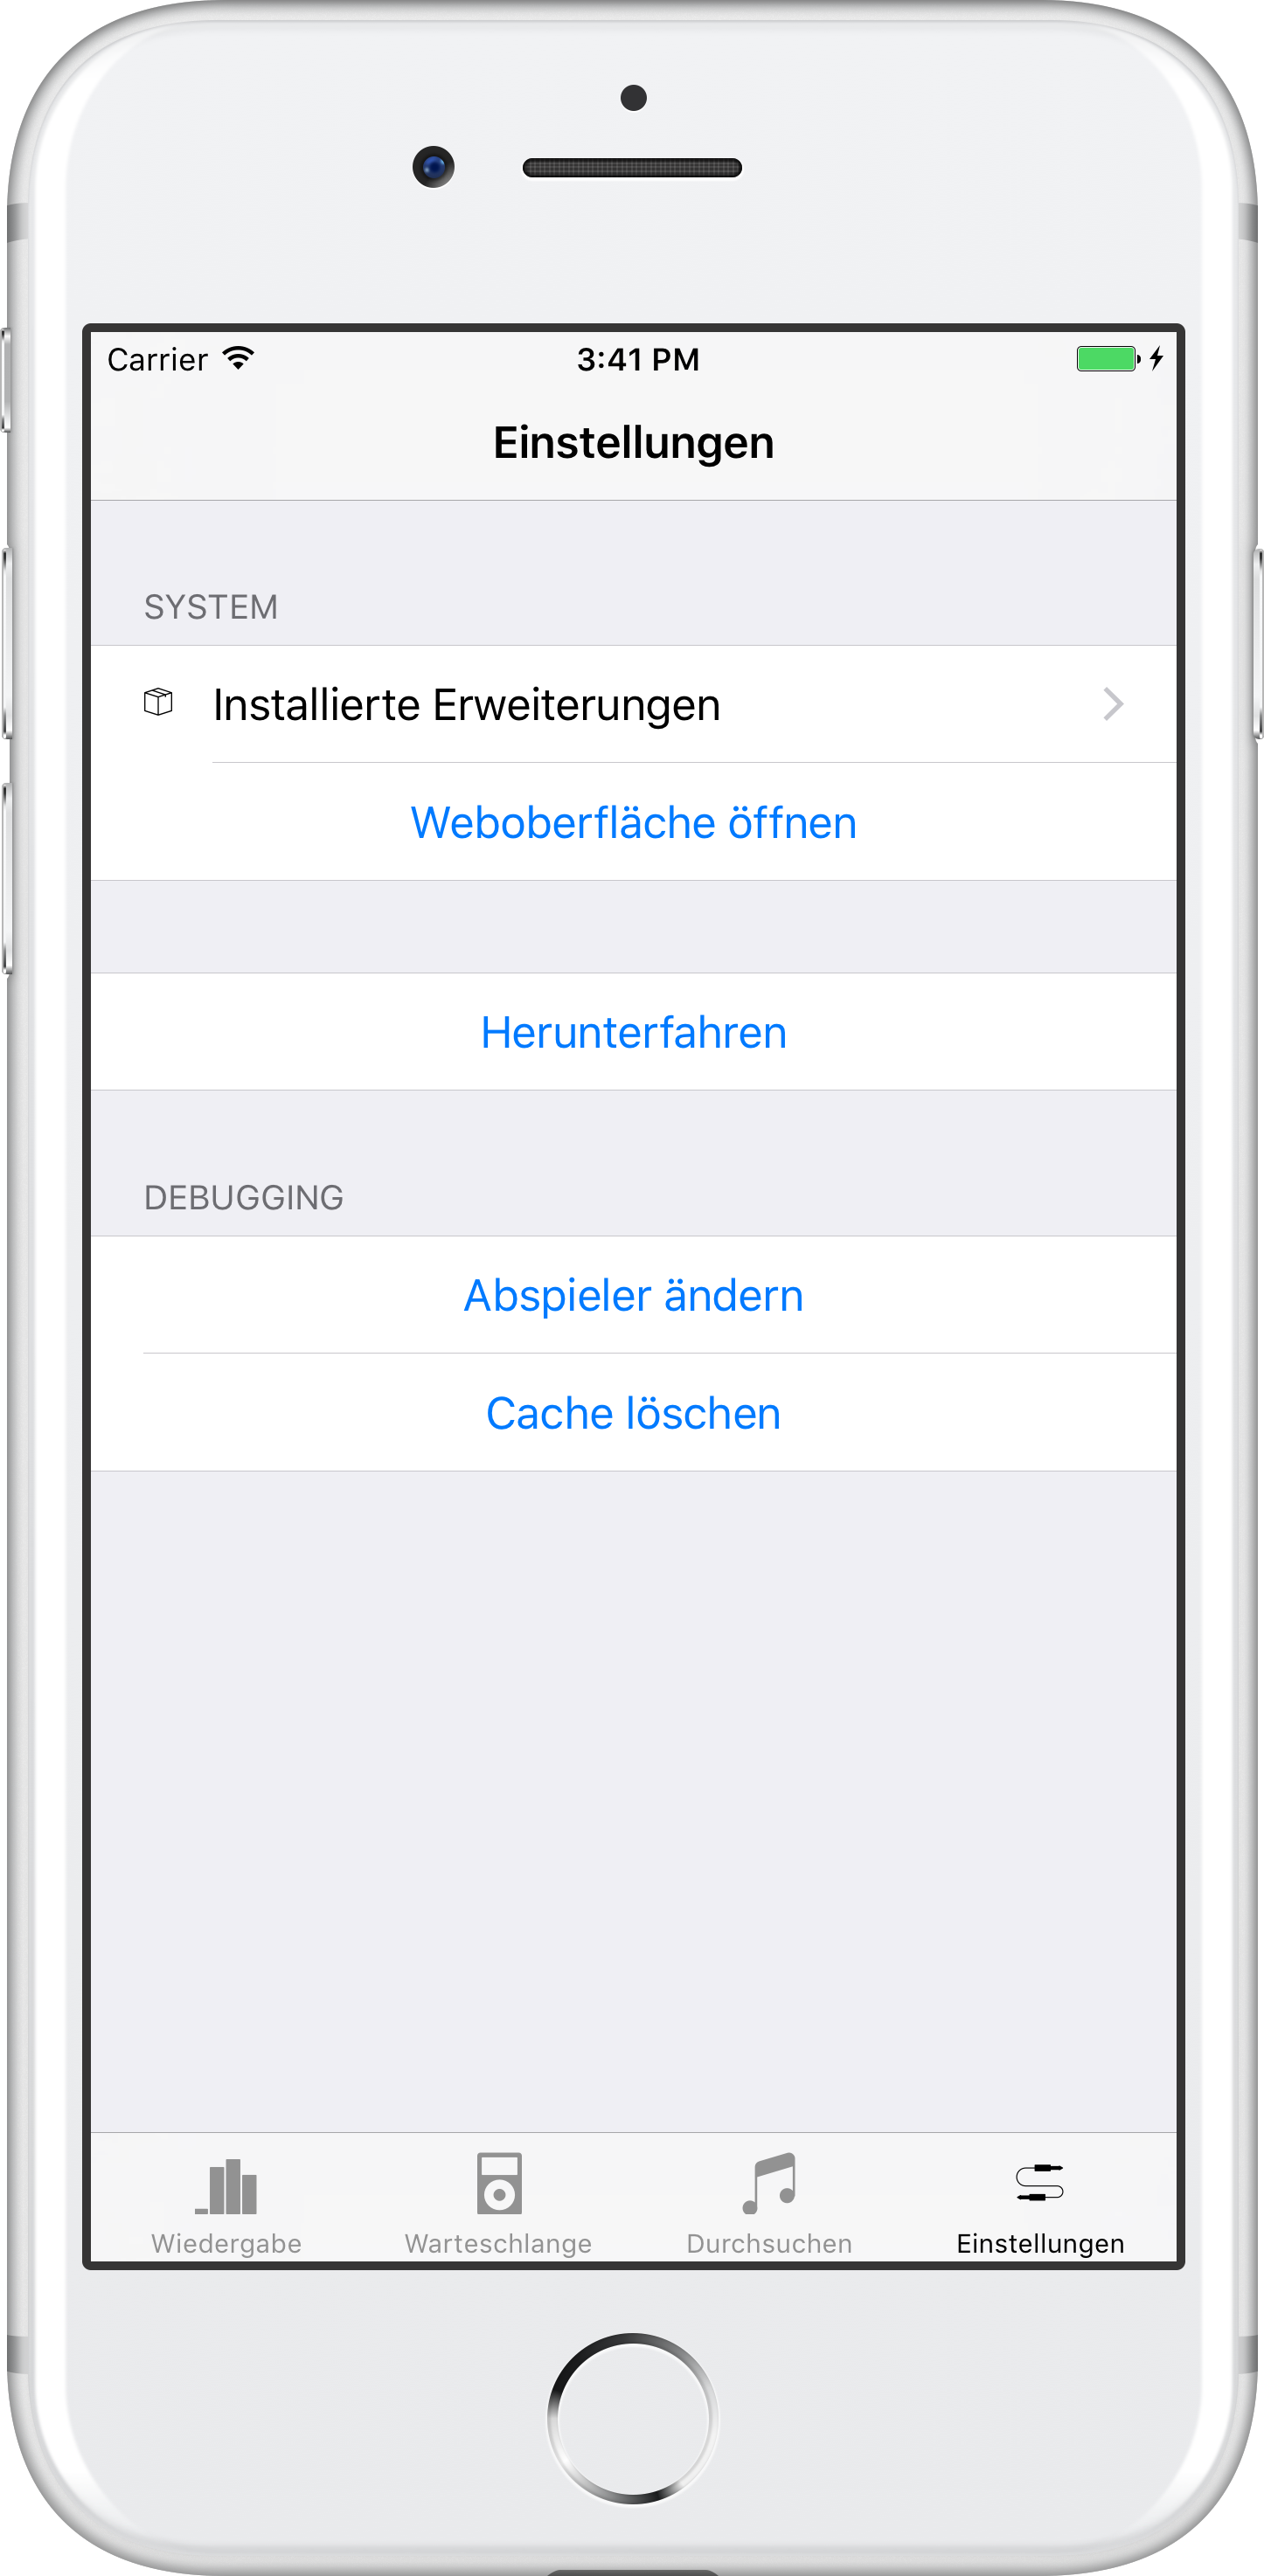 Carrier 3:41 PM
Einstellungen
SYSTEM
Installierte Erweiterungen
Weboberfläche öffnen
Herunterfahren
DEBUGGING
Abspieler ändern
Cache löschen
Wiedergabe Warteschlange Durchsuchen Einstellungen